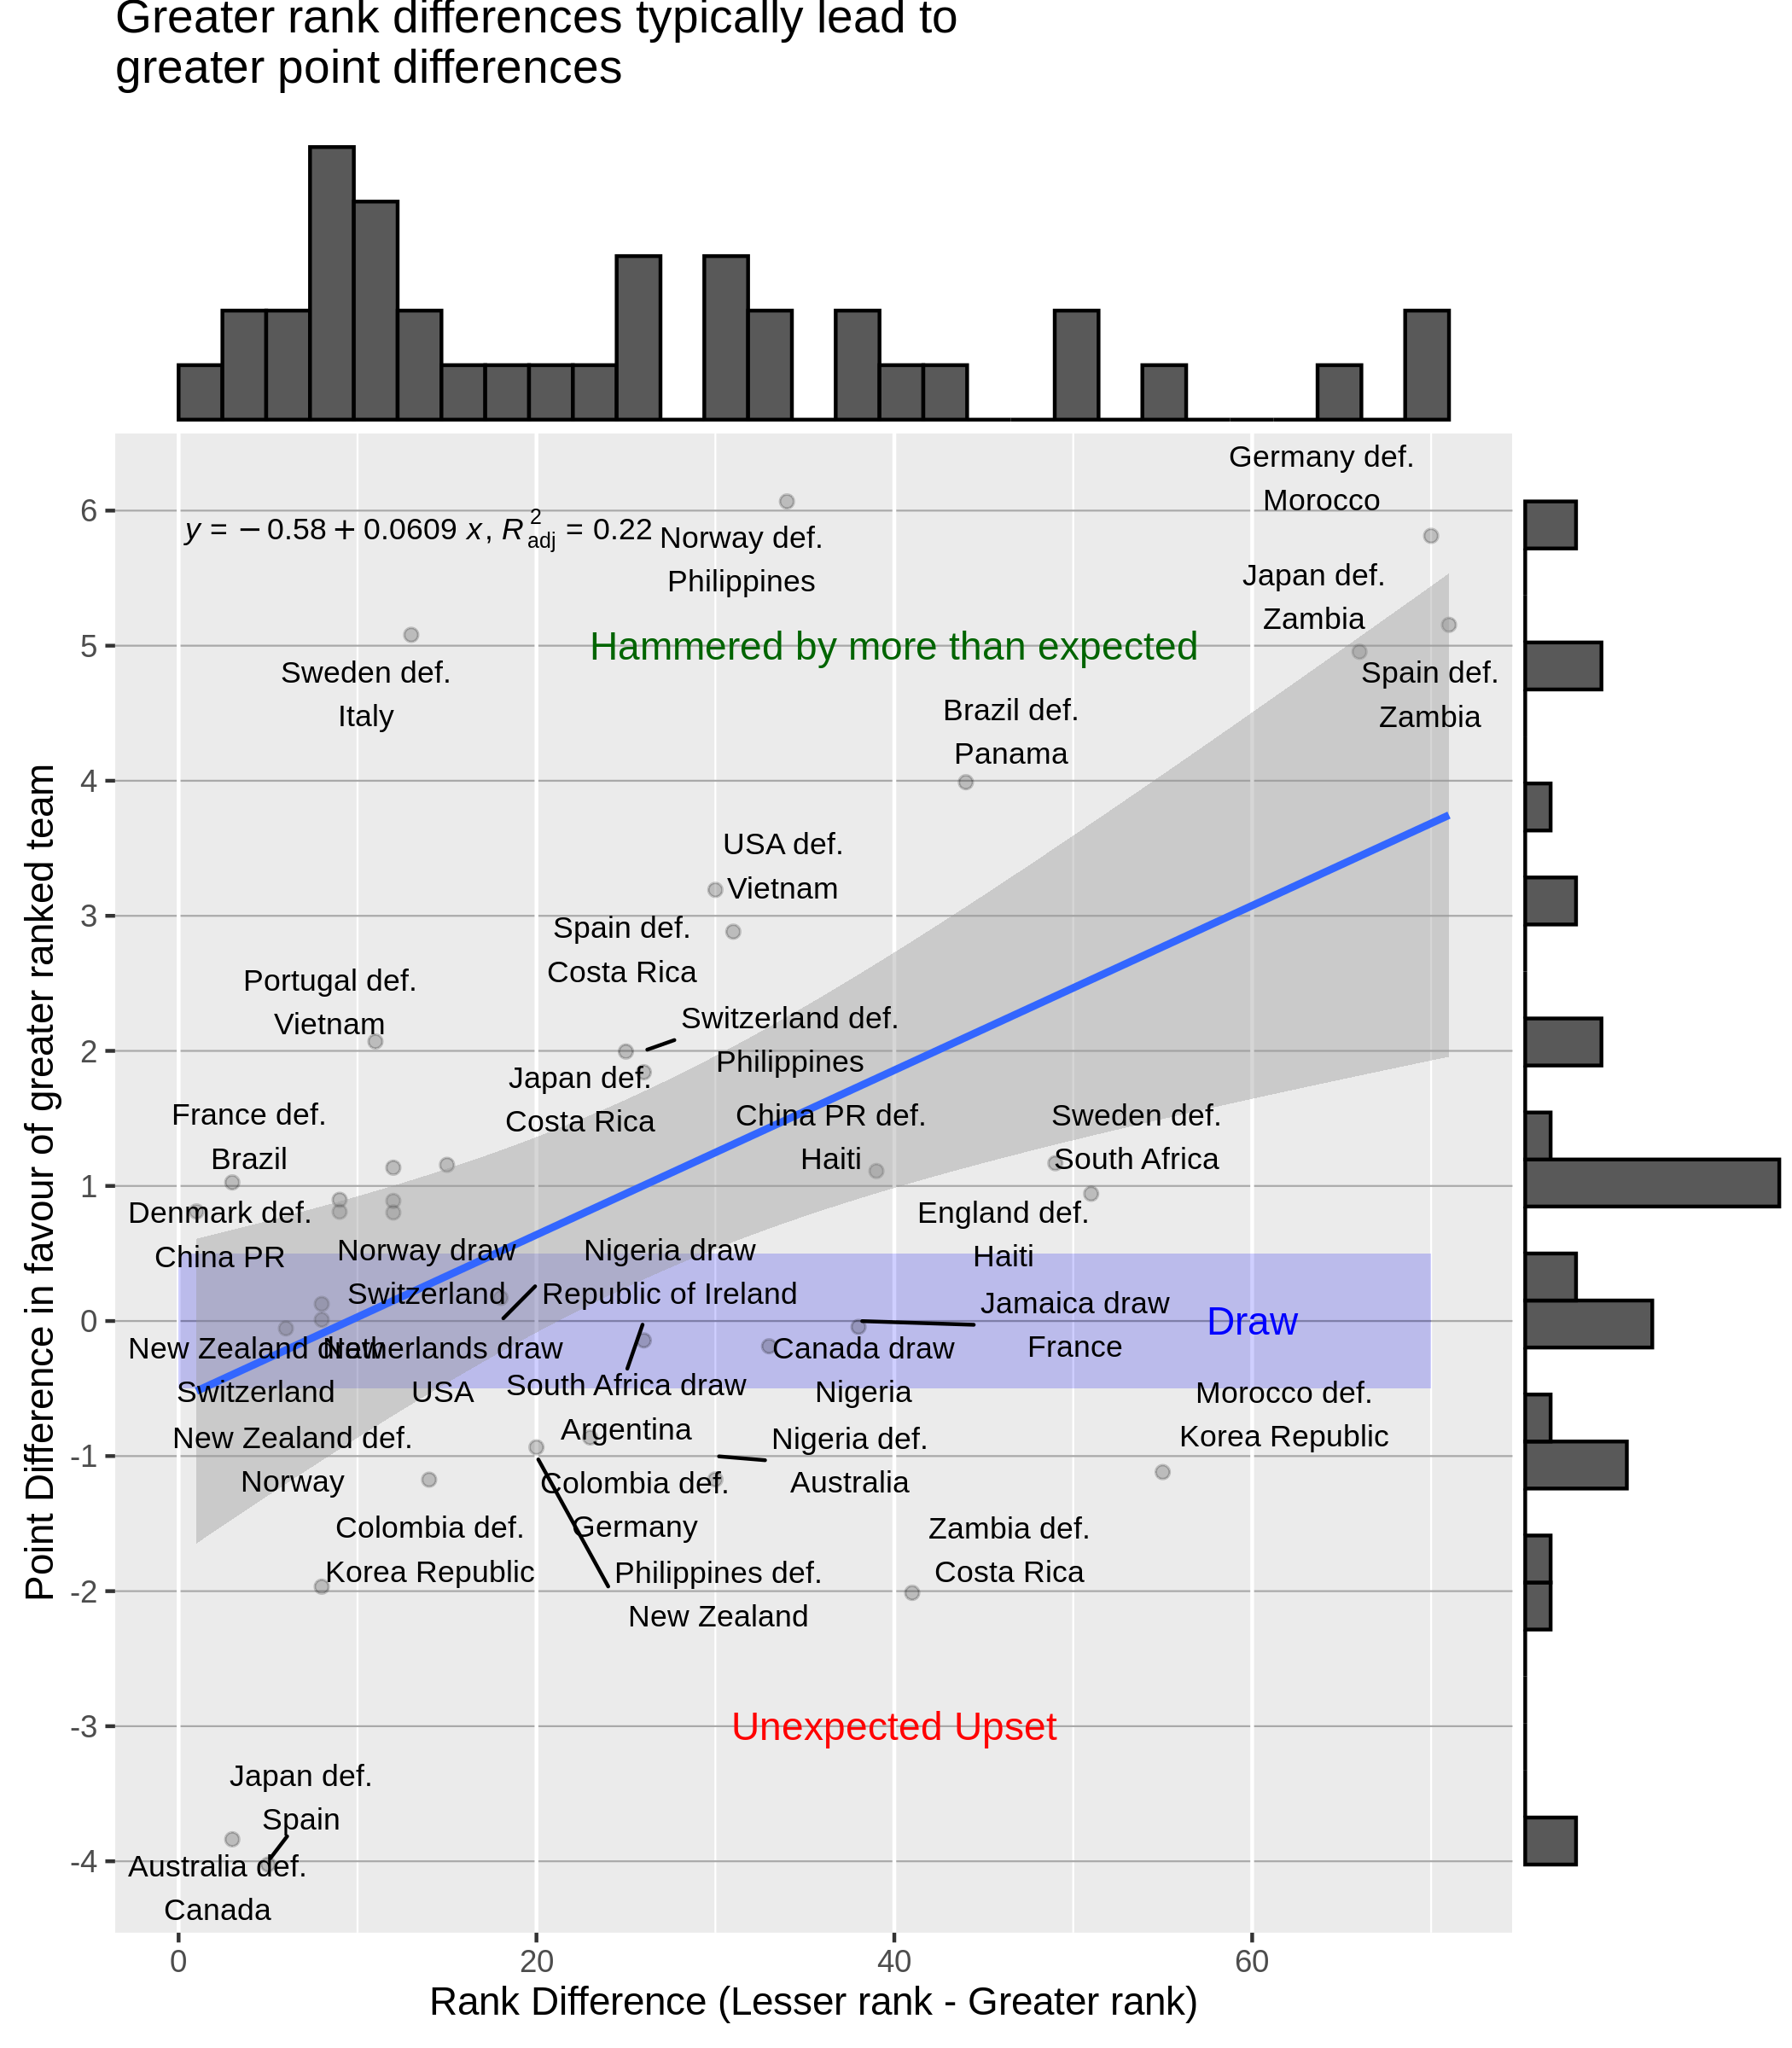 Greater rank differences typically lead to
greater point differences
Germany def.
Morocco
6
y = − 0.58 + 0.0609 x, R²adj = 0.22
Norway def.
Philippines
Japan def.
Zambia
5
Hammered by more than expected
Sweden def.
Italy
Spain def.
Zambia
Brazil def.
Panama
4
USA def.
Vietnam
3
Spain def.
Costa Rica
Portugal def.
Vietnam
Switzerland def.
Philippines
2
Japan def.
Costa Rica
France def.
Brazil
China PR def.
Haiti
Sweden def.
South Africa
1
Denmark def.
China PR
England def.
Haiti
Norway draw
Switzerland
Nigeria draw
Republic of Ireland
Jamaica draw
France
0
Draw
New Zealand draw
Switzerland
Netherlands draw
USA
Canada draw
Nigeria
South Africa draw
Argentina
Morocco def.
Korea Republic
New Zealand def.
Norway
-1
Nigeria def.
Australia
Colombia def.
Germany
Colombia def.
Korea Republic
Zambia def.
Costa Rica
-2
Philippines def.
New Zealand
-3
Unexpected Upset
Japan def.
Spain
-4
Australia def.
Canada
0
20
40
60
Rank Difference (Lesser rank - Greater rank)
Point Difference in favour of greater ranked team